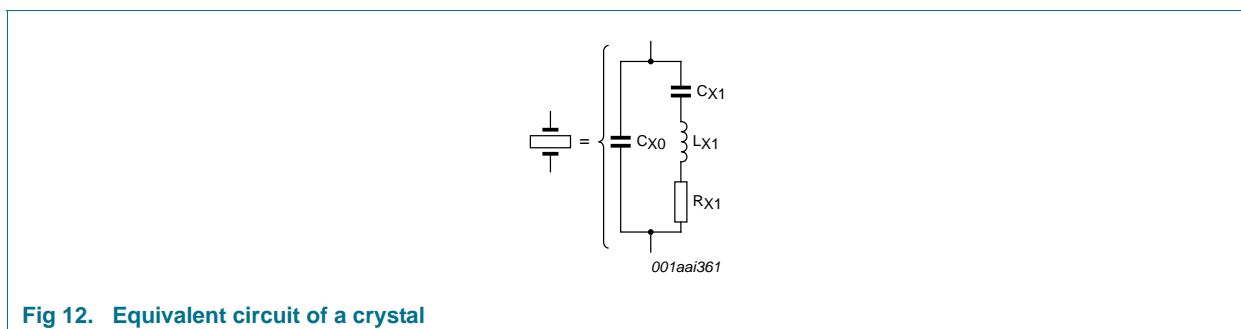 CX1
= CX0 LX1
RX1
001aai361
Fig 12. Equivalent circuit of a crystal